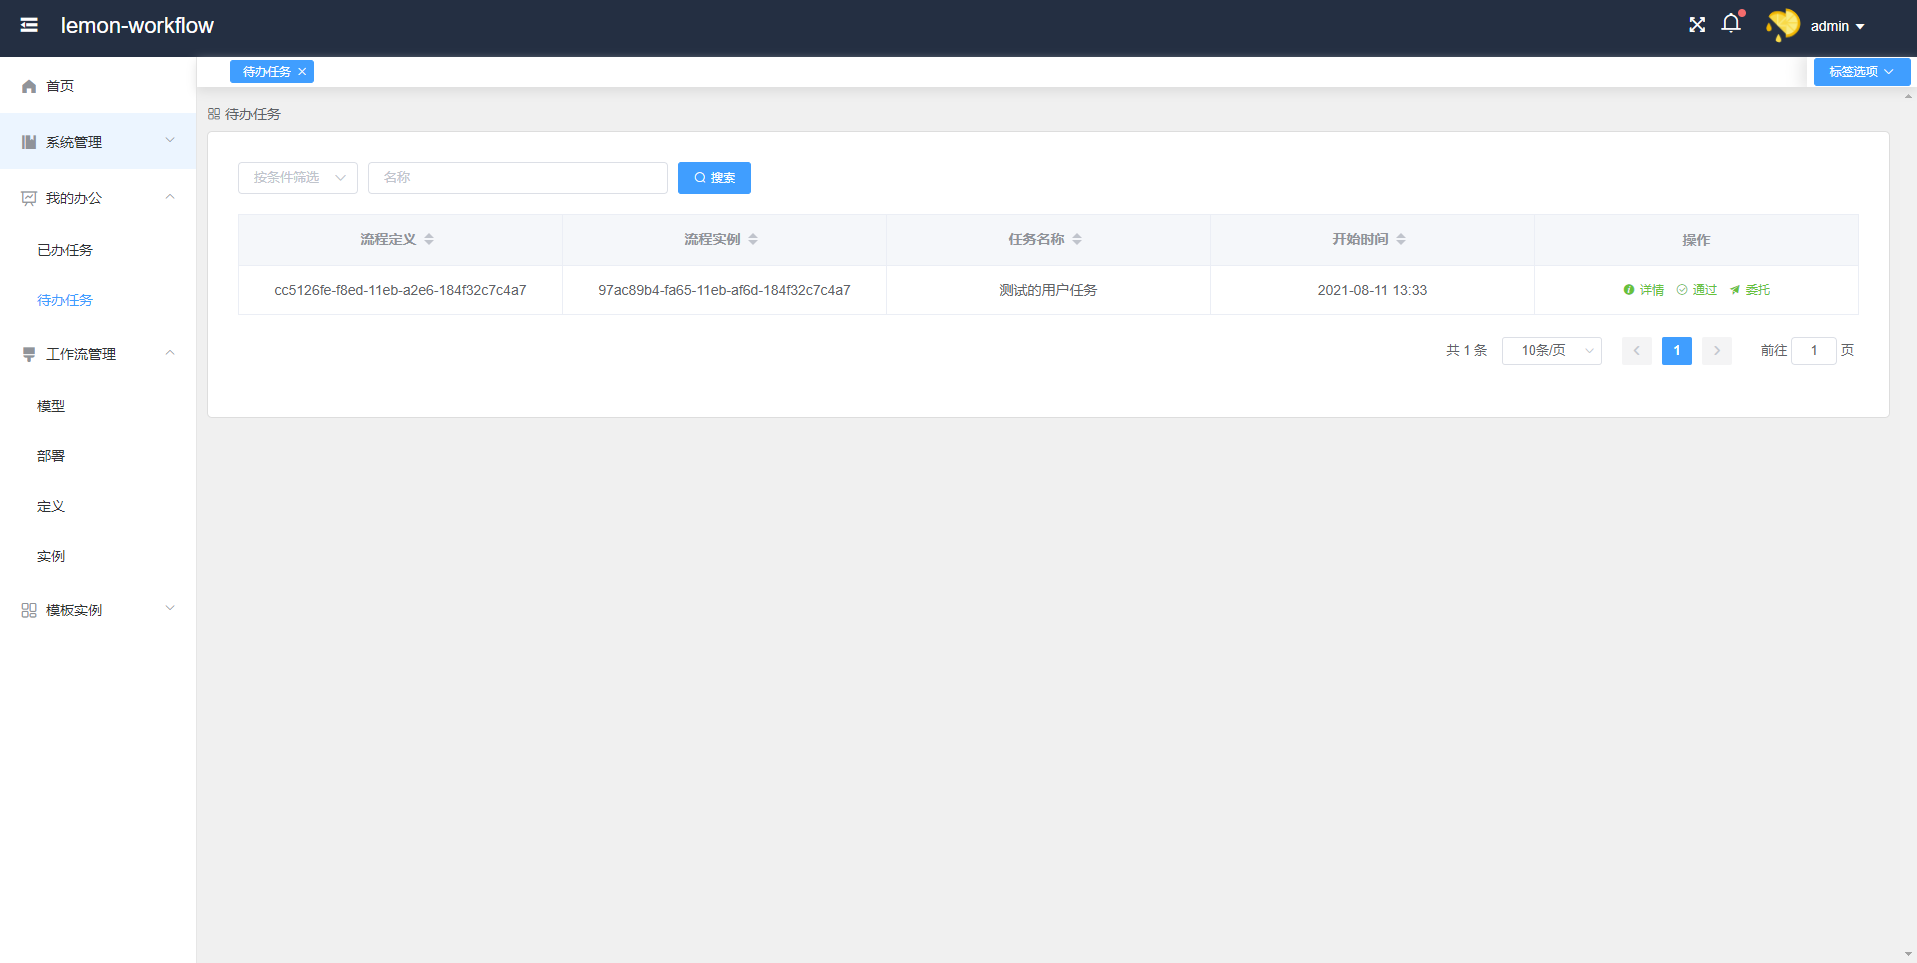 lemon-workflow
admin
首页
系统管理
我的办公
已办任务
待办任务
工作流管理
模型
部署
定义
实例
模板实例
待办任务
标签选项
待办任务
按条件筛选 名称 搜索
流程定义 流程实例 任务名称 开始时间 操作
cc5126fe-f8ed-11eb-a2e6-184f32c7c4a7 97ac89b4-fa65-11eb-af6d-184f32c7c4a7 测试的用户任务 2021-08-11 13:33 详情 通过 委托
共 1 条 10条/页 1 前往 1 页